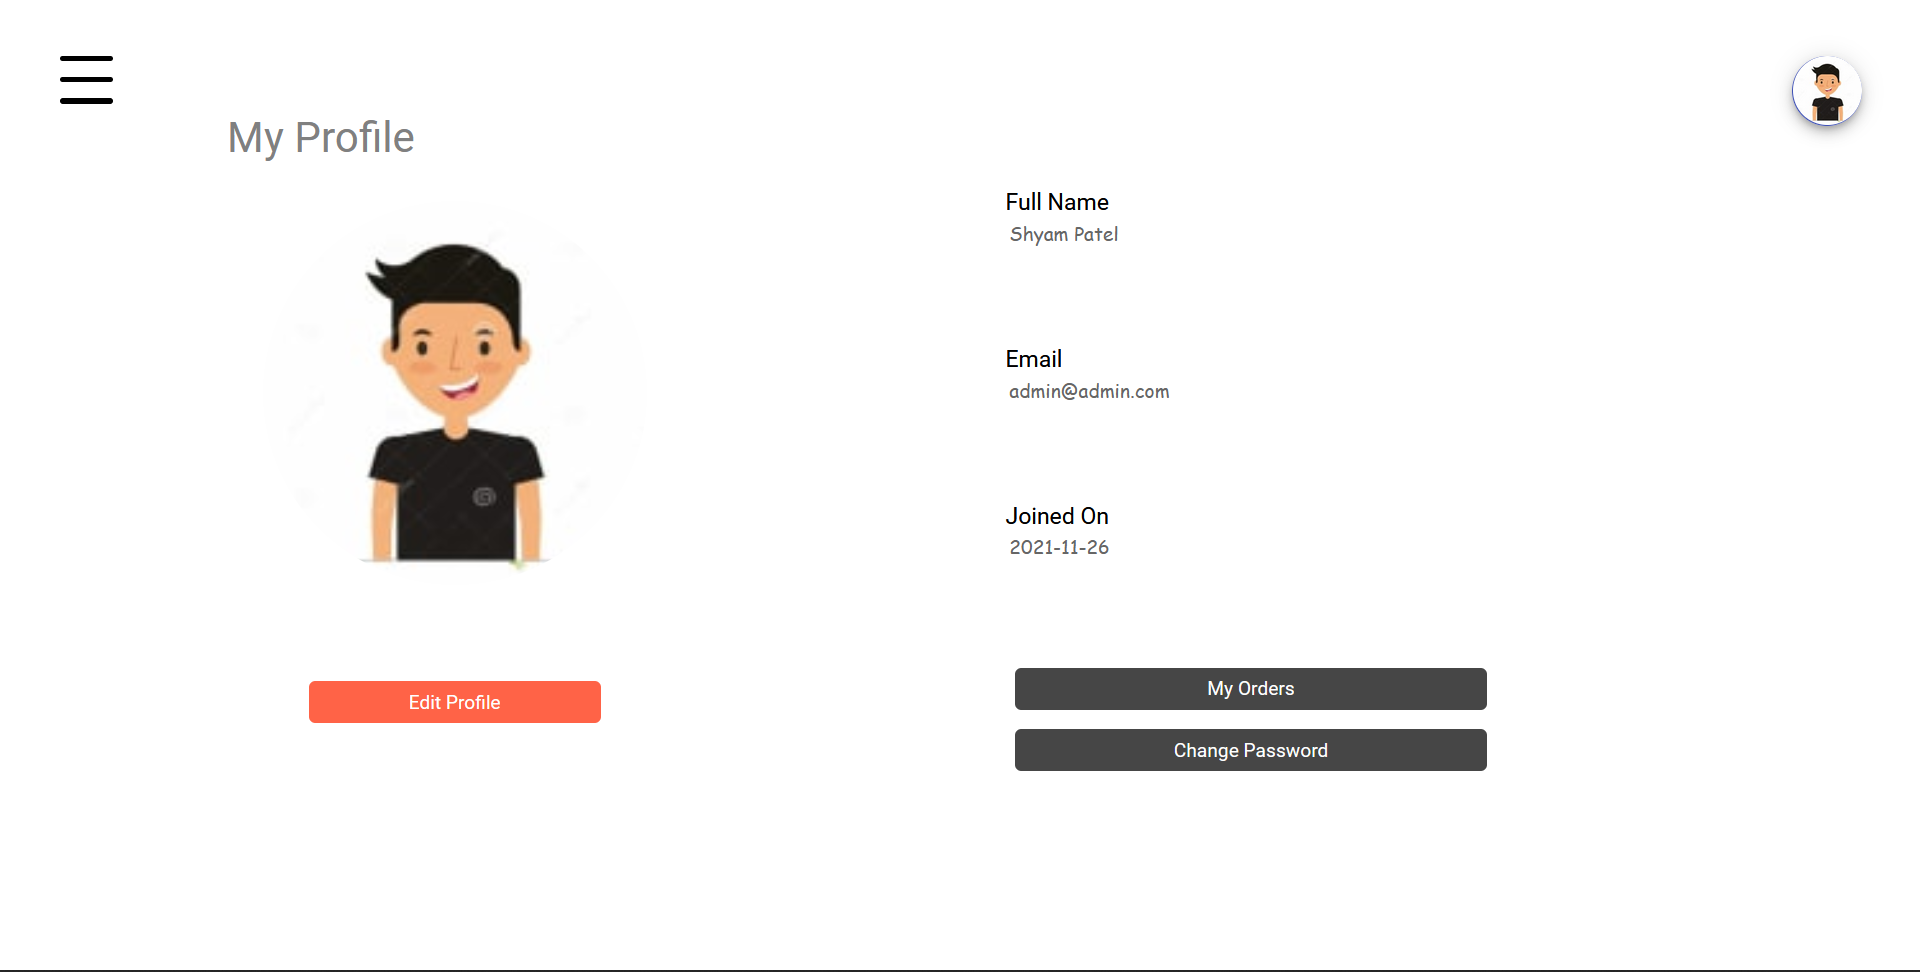 My Profile
Full Name
Shyam Patel
Email
admin@admin.com
Joined On
2021-11-26
Edit Profile
My Orders
Change Password